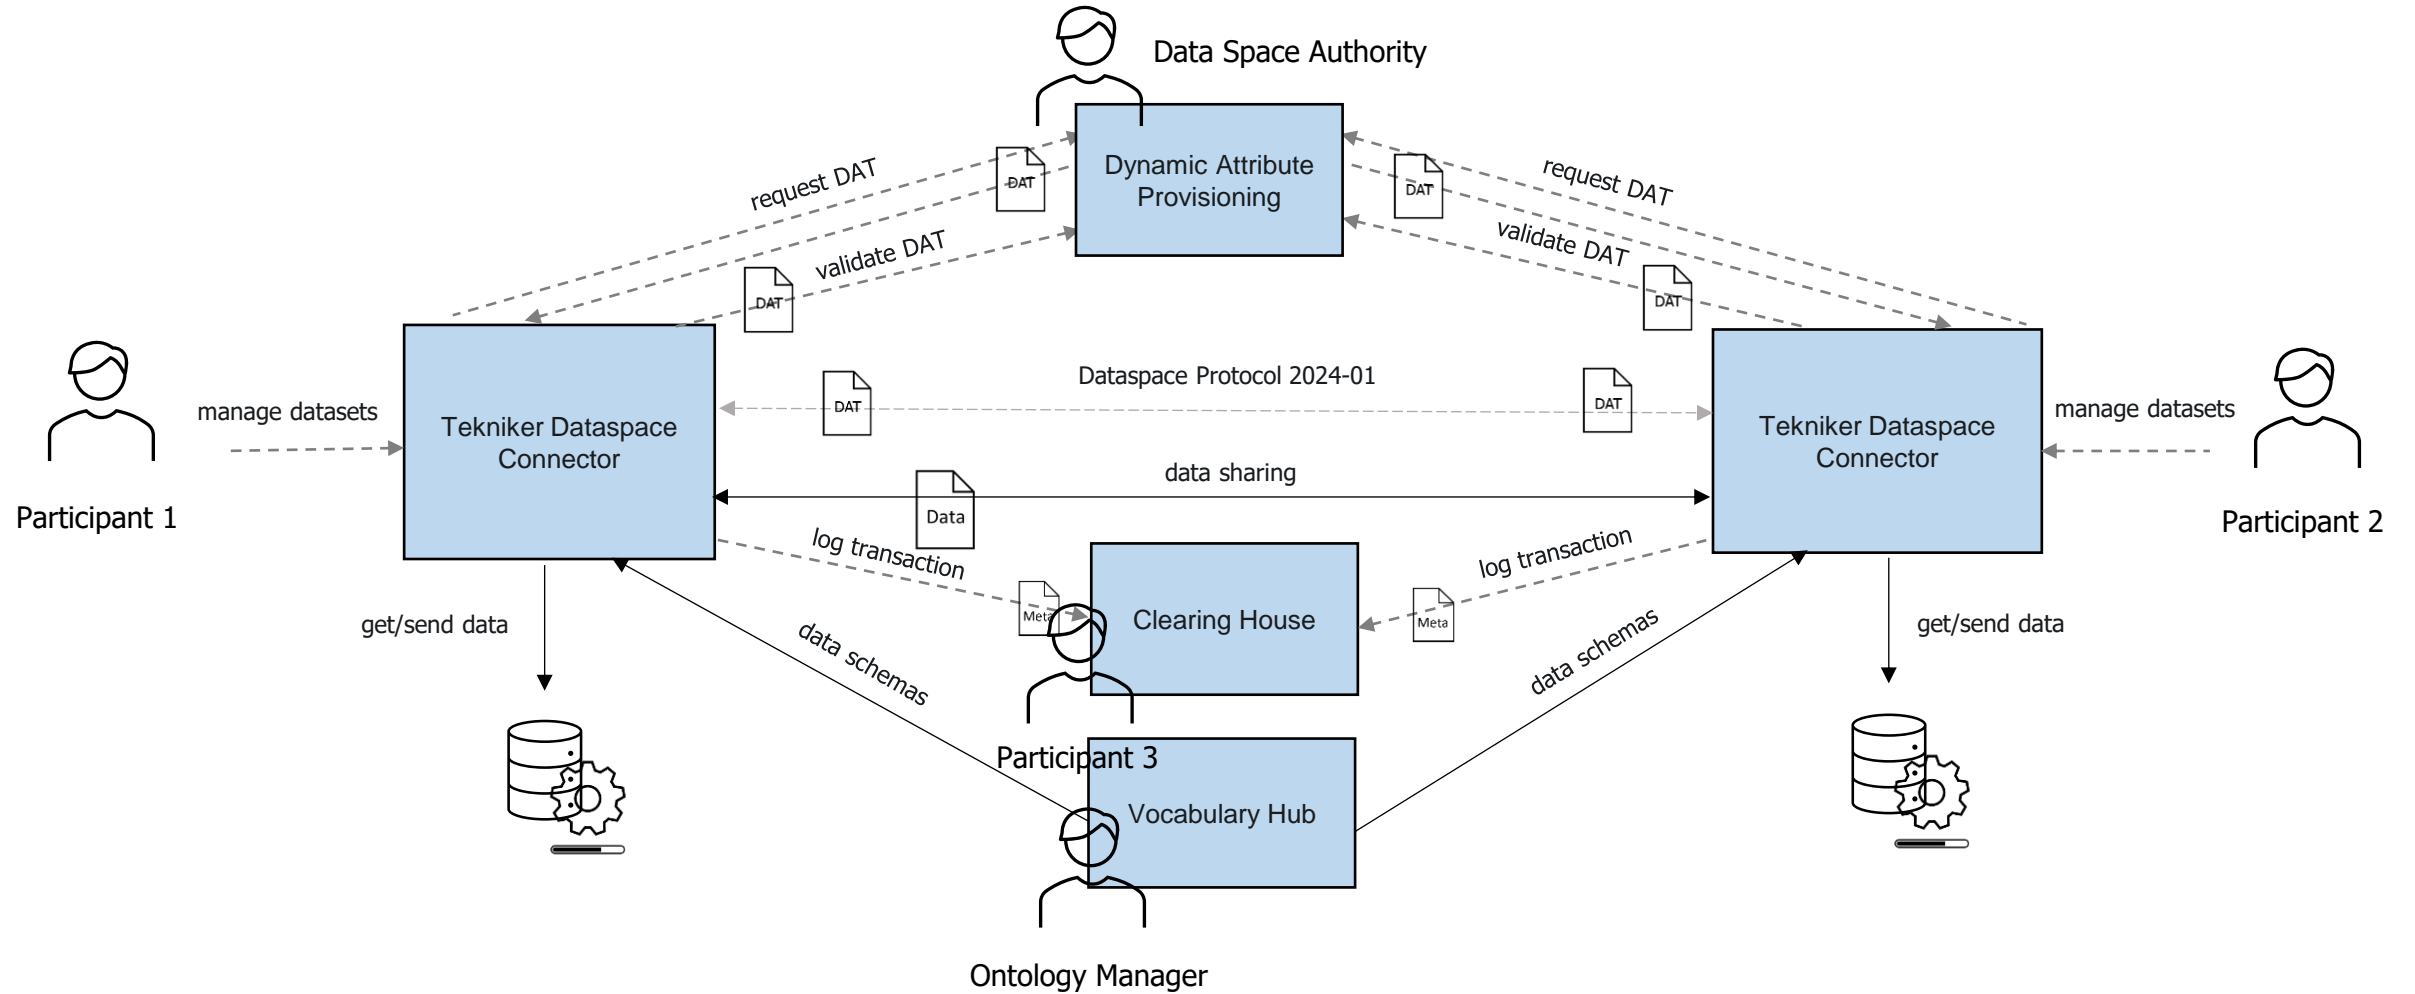 Data Space Authority
Dynamic Attribute
Provisioning
request DAT
DAT
validate DAT
DAT
request DAT
DAT
validate DAT
DAT
Participant 1
manage datasets
Tekniker Dataspace
Connector
Dataspace Protocol 2024-01
DAT
DAT
data sharing
Data
Tekniker Dataspace
Connector
manage datasets
Participant 2
log transaction
Meta
Clearing House
log transaction
Meta
get/send data
data schemas
Participant 3
data schemas
get/send data
Vocabulary Hub
Ontology Manager